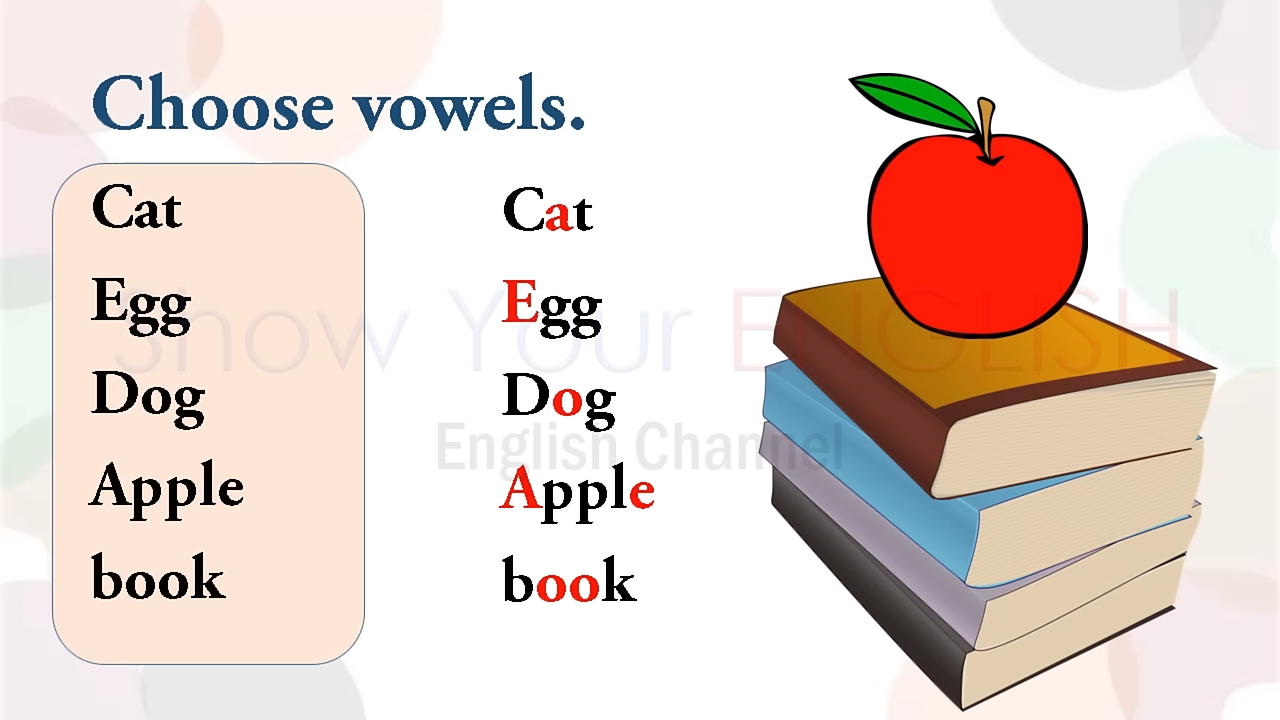 Choose vowels.
Cat
Egg
Dog
Apple
book
Cat
Egg
Dog
Apple
book
Show Your ENGLISH
English Channel